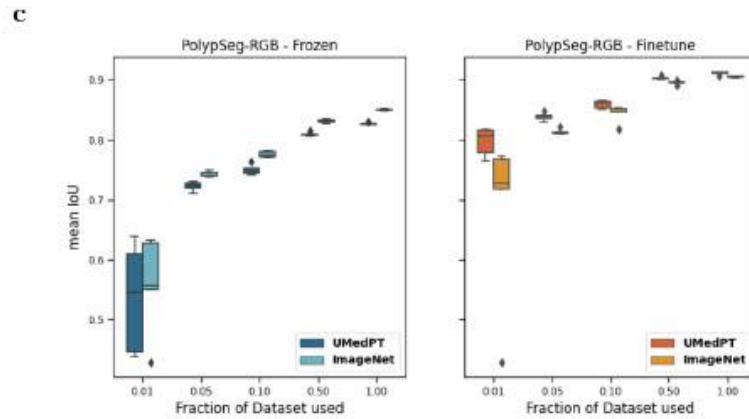 c
PolypSeg-RGB - Frozen
PolypSeg-RGB - Finetune
mean IoU
0.9
0.8
0.7
0.6
0.5
UMedPT
ImageNet
UMedPT
ImageNet
0.01 0.05 0.10 0.50 1.00
0.01 0.05 0.10 0.50 1.00
Fraction of Dataset used
Fraction of Dataset used